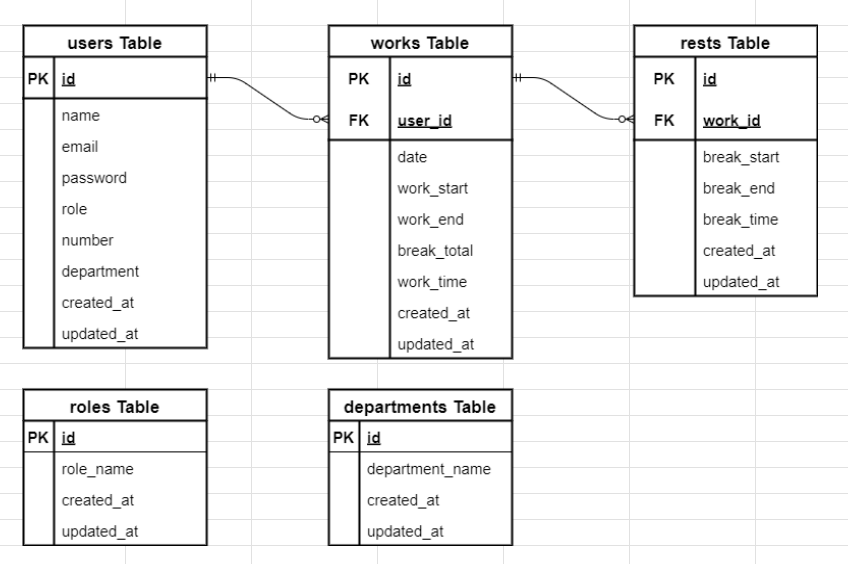 users Table
PK id
name
email
password
role
number
department
created_at
updated_at
works Table
PK id
FK user_id
date
work_start
work_end
break_total
work_time
created_at
updated_at
rests Table
PK id
FK work_id
break_start
break_end
break_time
created_at
updated_at
roles Table
PK id
role_name
created_at
updated_at
departments Table
PK id
department_name
created_at
updated_at